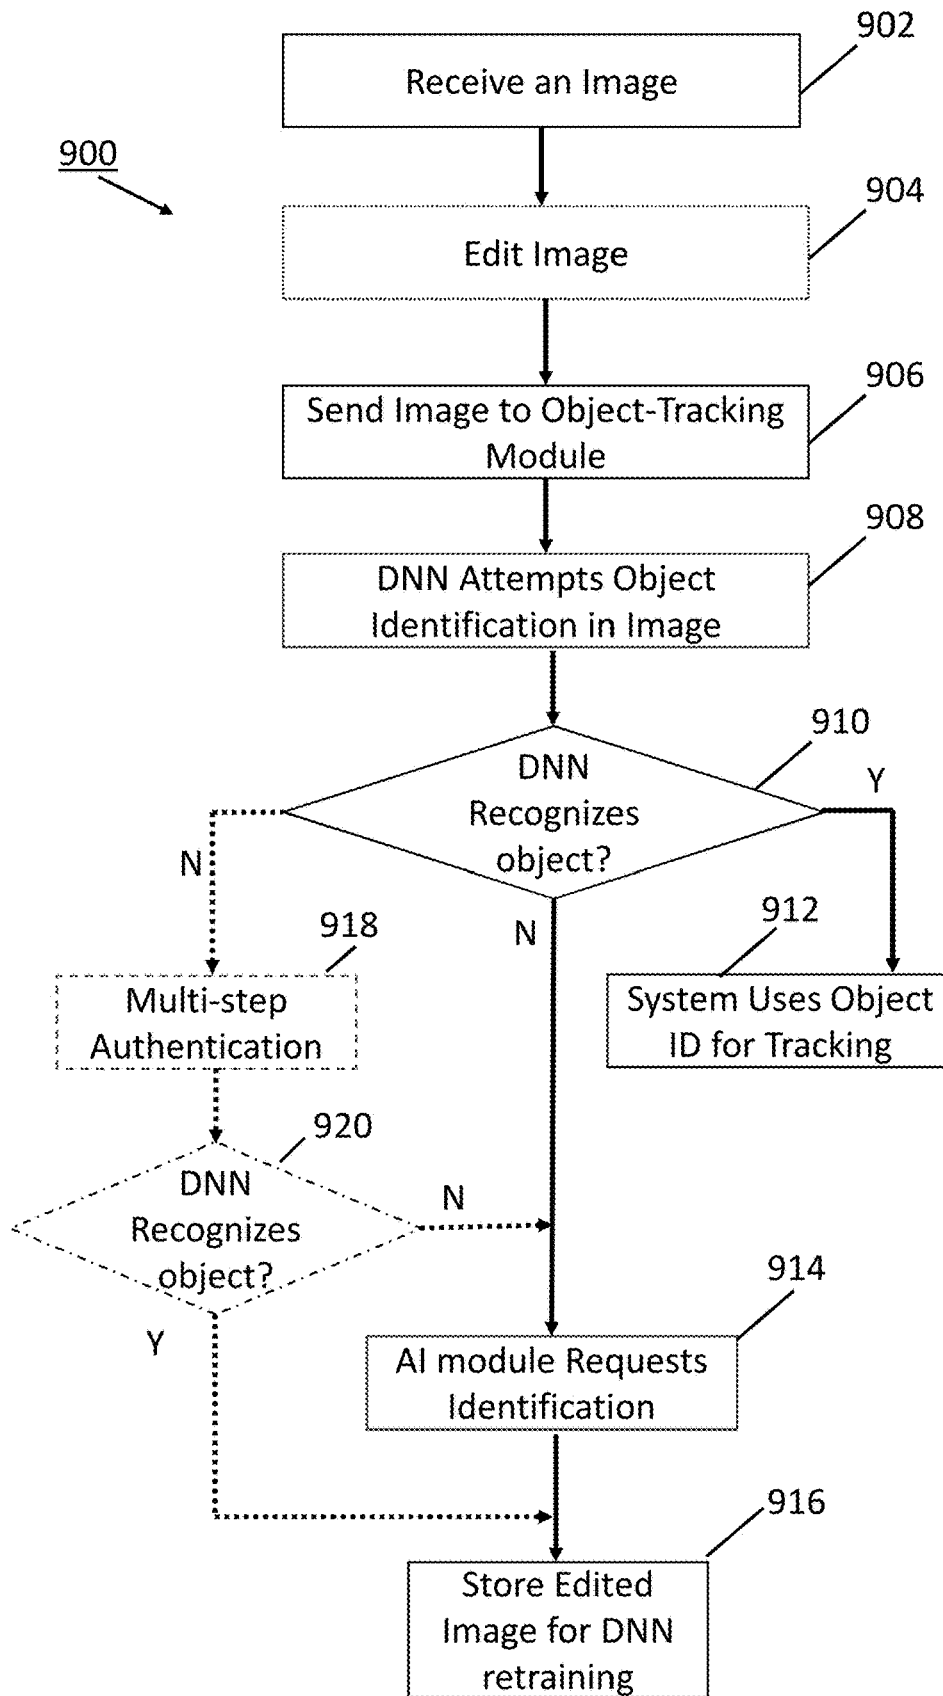 902
Receive an Image
900
904
Edit Image
906
Send Image to Object-Tracking
Module
908
DNN Attempts Object
Identification in Image
910
DNN
Recognizes
object?
Y
N
N
918
912
Multi-step
Authentication
System Uses Object
ID for Tracking
920
DNN
Recognizes
object?
N
Y
914
AI module Requests
Identification
916
Store Edited
Image for DNN
retraining